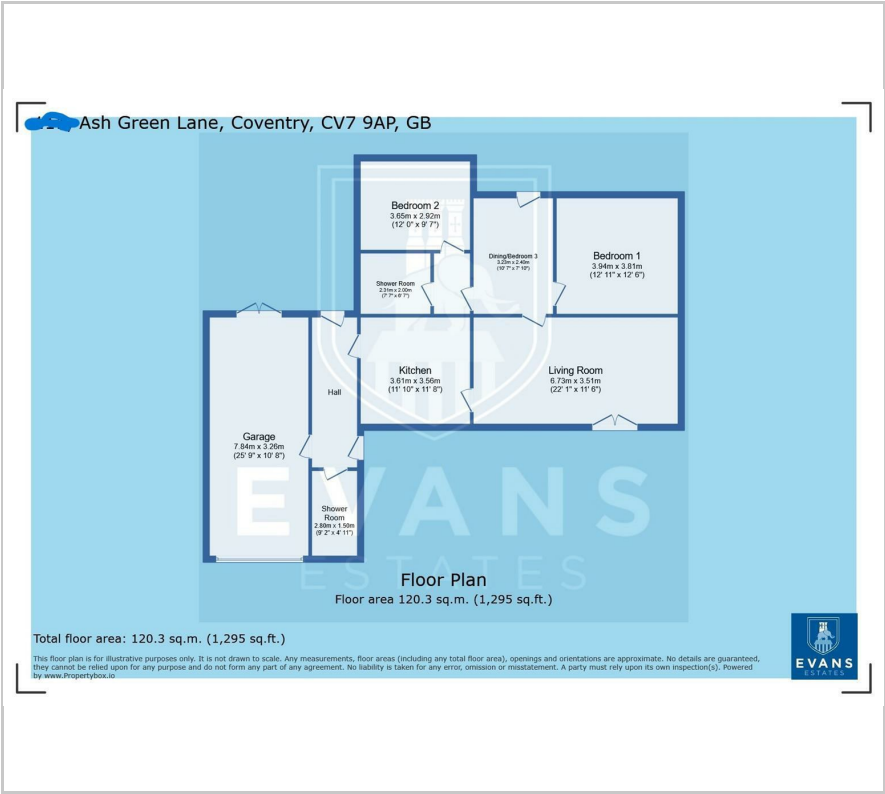 Ash Green Lane, Coventry, CV7 9AP, GB
Bedroom 2
3.65m x 2.92m
(12' 0" x 9' 7")
Dining/Bedroom 3
3.23m x 2.40m
(10' 7" x 7' 10")
Bedroom 1
3.94m x 3.81m
(12' 11" x 12' 6")
Shower Room
2.31m x 2.00m
(7' 7" x 6' 7")
Kitchen
3.61m x 3.56m
(11' 10" x 11' 8")
Living Room
6.73m x 3.51m
(22' 1" x 11' 6")
Hall
Garage
7.84m x 3.26m
(25' 9" x 10' 8")
Shower
Room
2.80m x 1.50m
(9' 2" x 4' 11")
EVANS
ESTATES
Floor Plan
Floor area 120.3 sq.m. (1,295 sq.ft.)
Total floor area: 120.3 sq.m. (1,295 sq.ft.)
This floor plan is for illustrative purposes only. It is not drawn to scale. Any measurements, floor areas (including any total floor area), openings and orientations are approximate. No details are guaranteed,
they cannot be relied upon for any purpose and do not form any part of any agreement. No liability is taken for any error, omission or misstatement. A party must rely upon its own inspection(s). Powered
by www.Propertybox.io
EVANS
ESTATES